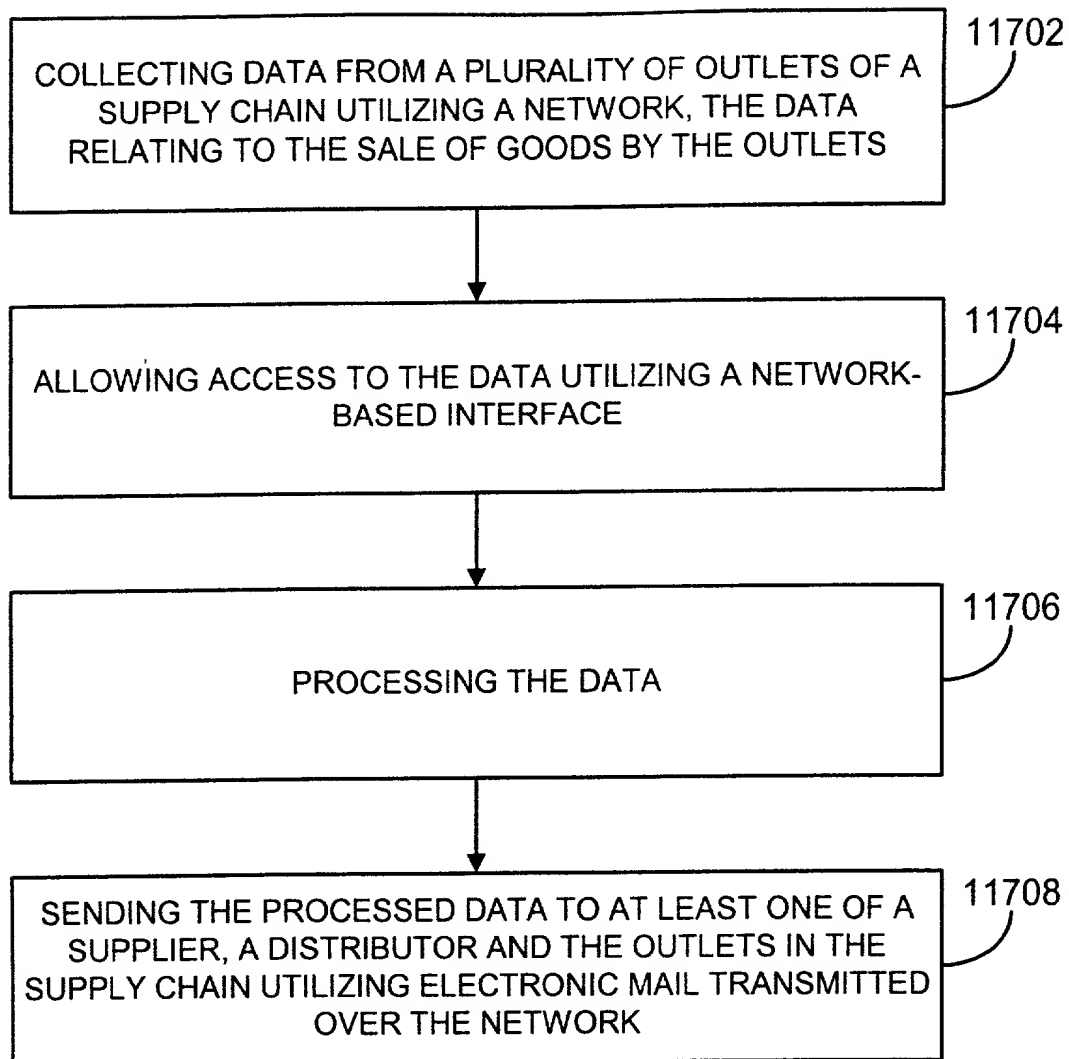 11702
COLLECTING DATA FROM A PLURALITY OF OUTLETS OF A
SUPPLY CHAIN UTILIZING A NETWORK, THE DATA
RELATING TO THE SALE OF GOODS BY THE OUTLETS
11704
ALLOWING ACCESS TO THE DATA UTILIZING A NETWORK-
BASED INTERFACE
11706
PROCESSING THE DATA
11708
SENDING THE PROCESSED DATA TO AT LEAST ONE OF A
SUPPLIER, A DISTRIBUTOR AND THE OUTLETS IN THE
SUPPLY CHAIN UTILIZING ELECTRONIC MAIL TRANSMITTED
OVER THE NETWORK